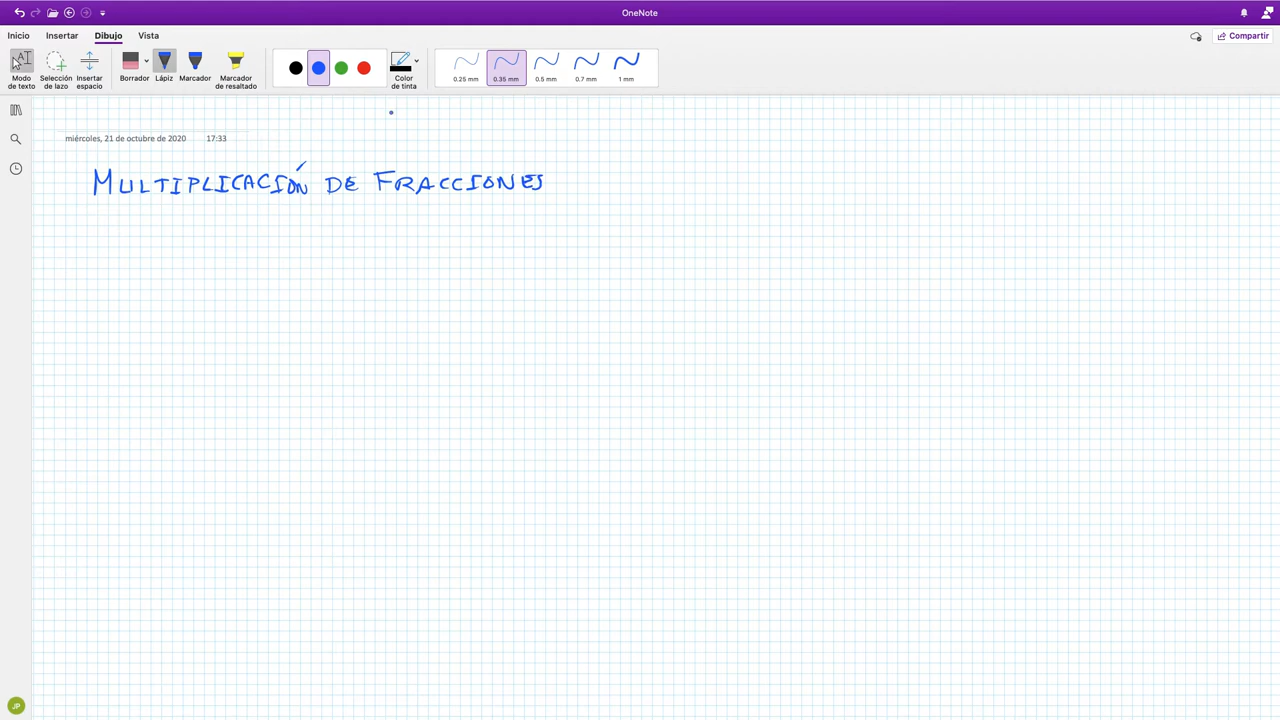 OneNote
Inicio Insertar Dibujo Vista Compartir
Modo de texto Selección de lazo Insertar espacio Borrador Lápiz Marcador Marcador de resaltado Color de tinta 0.25 mm 0.35 mm 0.5 mm 0.7 mm 1 mm
miércoles, 21 de octubre de 2020 17:33
MULTIPLICACIÓN DE FRACCIONES
JP